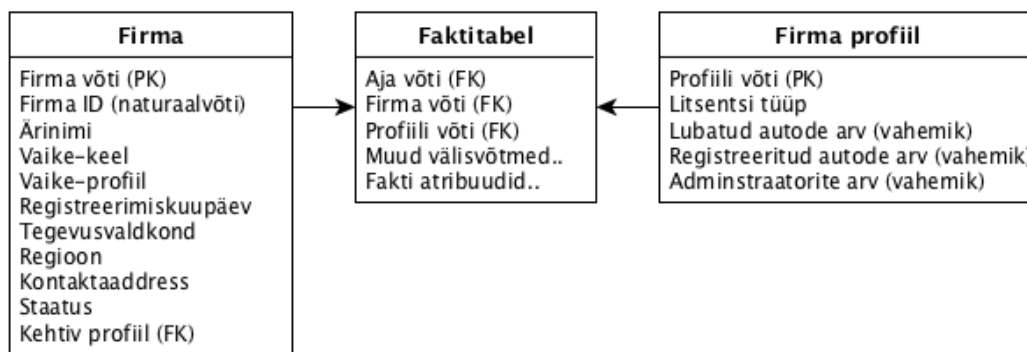 Firma
Firma võti (PK)
Firma ID (naturaalvõti)
Ärinimi
Vaike-keel
Vaike-profiil
Registreerimiskuupäev
Tegevusvaldkond
Regioon
Kontaktaaddress
Staatus
Kehtiv profiil (FK)
Faktitabel
Aja võti (FK)
Firma võti (FK)
Profiili võti (FK)
Muud välisvõtmed..
Fakti atribuudid..
Firma profiil
Profiili võti (PK)
Litsentsi tüüp
Lubatud autode arv (vahemik)
Registreeritud autode arv (vahemik)
Adminstraatorite arv (vahemik)